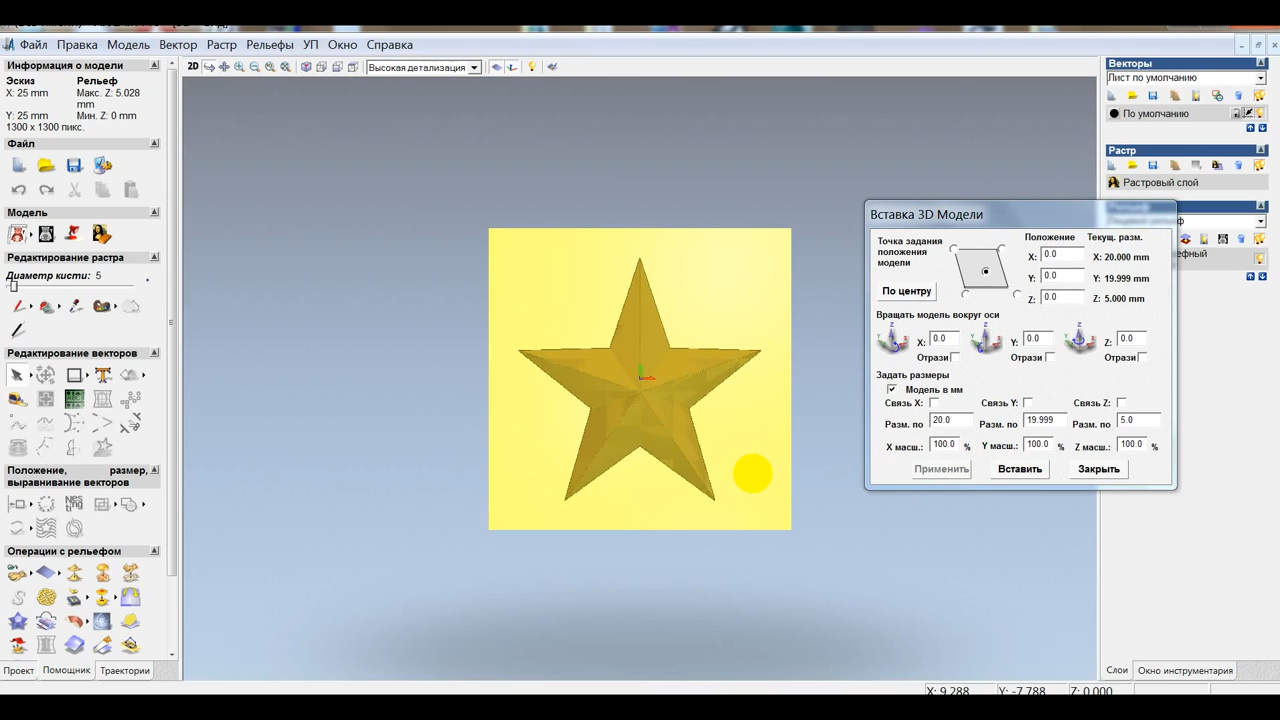 Файл Правка Модель Вектор Растр Рельефы УП Окно Справка
Информация о модели
Эскиз Рельеф
X: 25 mm Макс. Z: 5.028 mm
Y: 25 mm Мин. Z: 0 mm
1300 x 1300 пикс.
Файл
Модель
Редактирование растра
Диаметр кисти: 5
Редактирование векторов
Положение, размер, выравнивание векторов
Операции с рельефом
Проект Помощник Траектории
2D Высокая детализация
Вставка 3D Модели
Точка задания положения модели
По центру
Положение Текущ. разм.
X: 0.0 X: 20.000 mm
Y: 0.0 Y: 19.999 mm
Z: 0.0 Z: 5.000 mm
Вращать модель вокруг оси
X: 0.0 Y: 0.0 Z: 0.0
Отрази Отрази Отрази
Задать размеры
Модель в мм
Связь X: Связь Y: Связь Z:
Разм. по 20.0 Разм. по 19.999 Разм. по 5.0
X масш.: 100.0 % Y масш.: 100.0 % Z масш.: 100.0 %
Применить Вставить Закрыть
Векторы
Лист по умолчанию
По умолчанию
Растр
Растровый слой
Слои Окно инструментария
X: 9.288 Y: -7.788 Z: 0.000